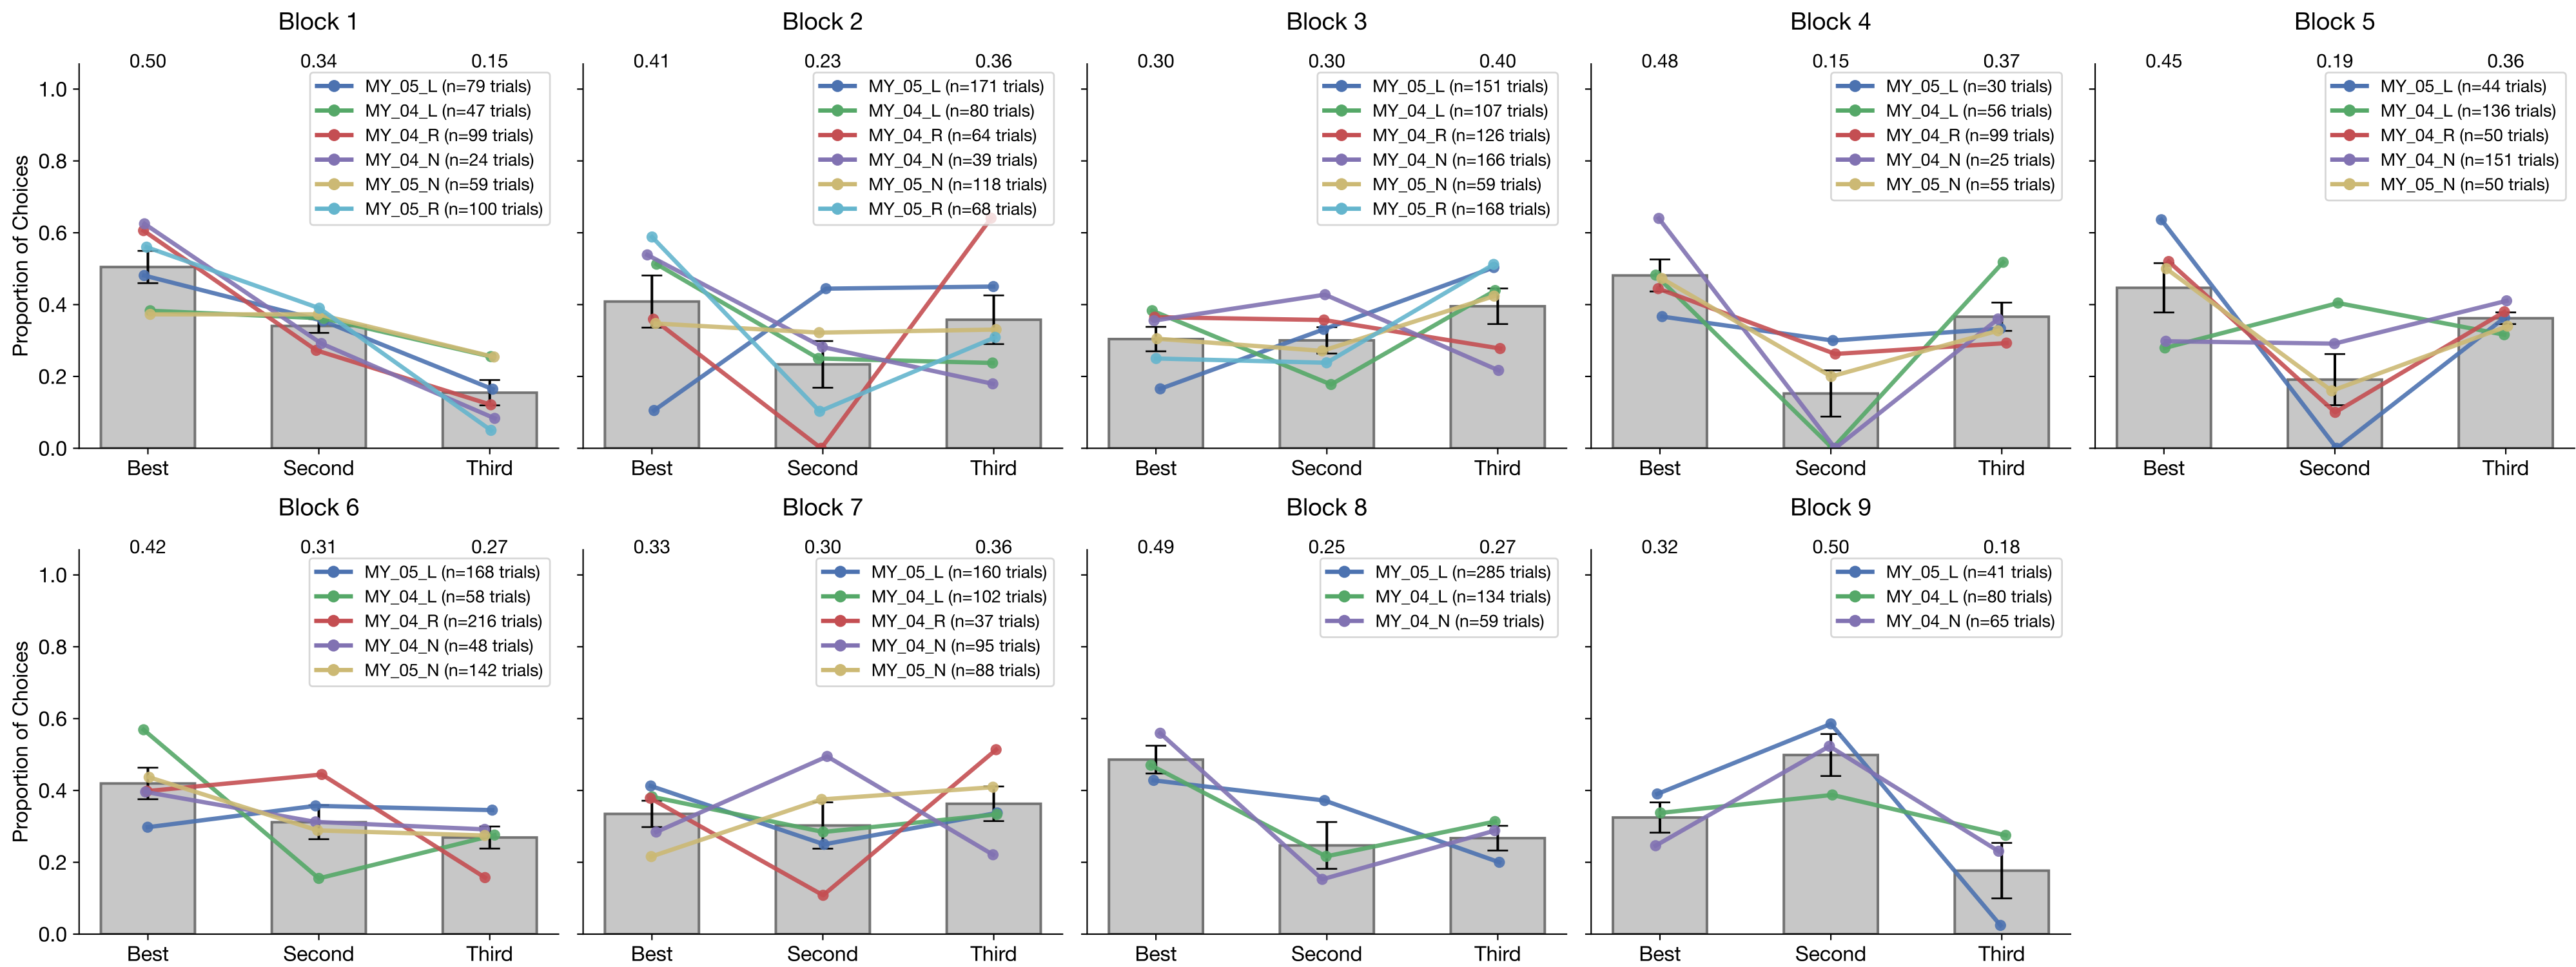 Block 1
0.50 0.34 0.15
MY_05_L (n=79 trials)
MY_04_L (n=47 trials)
MY_04_R (n=99 trials)
MY_04_N (n=24 trials)
MY_05_N (n=59 trials)
MY_05_R (n=100 trials)
Proportion of Choices
1.0
0.8
0.6
0.4
0.2
0.0
Best Second Third
Block 2
0.41 0.23 0.36
MY_05_L (n=171 trials)
MY_04_L (n=80 trials)
MY_04_R (n=64 trials)
MY_04_N (n=39 trials)
MY_05_N (n=118 trials)
MY_05_R (n=68 trials)
Best Second Third
Block 3
0.30 0.30 0.40
MY_05_L (n=151 trials)
MY_04_L (n=107 trials)
MY_04_R (n=126 trials)
MY_04_N (n=166 trials)
MY_05_N (n=59 trials)
MY_05_R (n=168 trials)
Best Second Third
Block 4
0.48 0.15 0.37
MY_05_L (n=30 trials)
MY_04_L (n=56 trials)
MY_04_R (n=99 trials)
MY_04_N (n=25 trials)
MY_05_N (n=55 trials)
Best Second Third
Block 5
0.45 0.19 0.36
MY_05_L (n=44 trials)
MY_04_L (n=136 trials)
MY_04_R (n=50 trials)
MY_04_N (n=151 trials)
MY_05_N (n=50 trials)
Best Second Third
Block 6
0.42 0.31 0.27
MY_05_L (n=168 trials)
MY_04_L (n=58 trials)
MY_04_R (n=216 trials)
MY_04_N (n=48 trials)
MY_05_N (n=142 trials)
Proportion of Choices
1.0
0.8
0.6
0.4
0.2
0.0
Best Second Third
Block 7
0.33 0.30 0.36
MY_05_L (n=160 trials)
MY_04_L (n=102 trials)
MY_04_R (n=37 trials)
MY_04_N (n=95 trials)
MY_05_N (n=88 trials)
Best Second Third
Block 8
0.49 0.25 0.27
MY_05_L (n=285 trials)
MY_04_L (n=134 trials)
MY_04_N (n=59 trials)
Best Second Third
Block 9
0.32 0.50 0.18
MY_05_L (n=41 trials)
MY_04_L (n=80 trials)
MY_04_N (n=65 trials)
Best Second Third